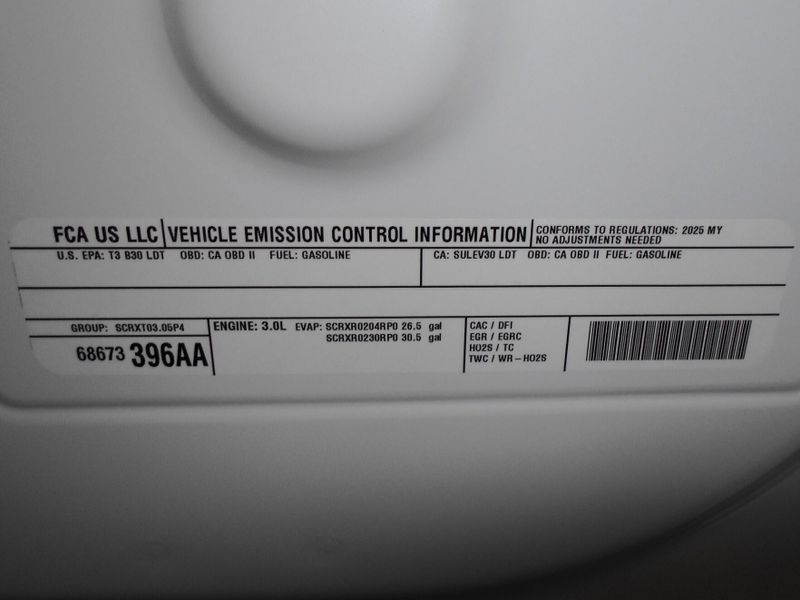 FCA US LLC VEHICLE EMISSION CONTROL INFORMATION CONFORMS TO REGULATIONS: 2025 MY
NO ADJUSTMENTS NEEDED
U.S. EPA: T3 B30 LDT OBD: CA OBD II FUEL: GASOLINE CA: SULEV30 LDT OBD: CA OBD II FUEL: GASOLINE
GROUP: SCRXT03.05P4
68673 396AA
ENGINE: 3.0L EVAP: SCRXR0204RP0 26.5 gal
SCRXR0230RP0 30.5 gal
CAC / DFI
EGR / EGRC
HO2S / TC
TWC / WR-HO2S